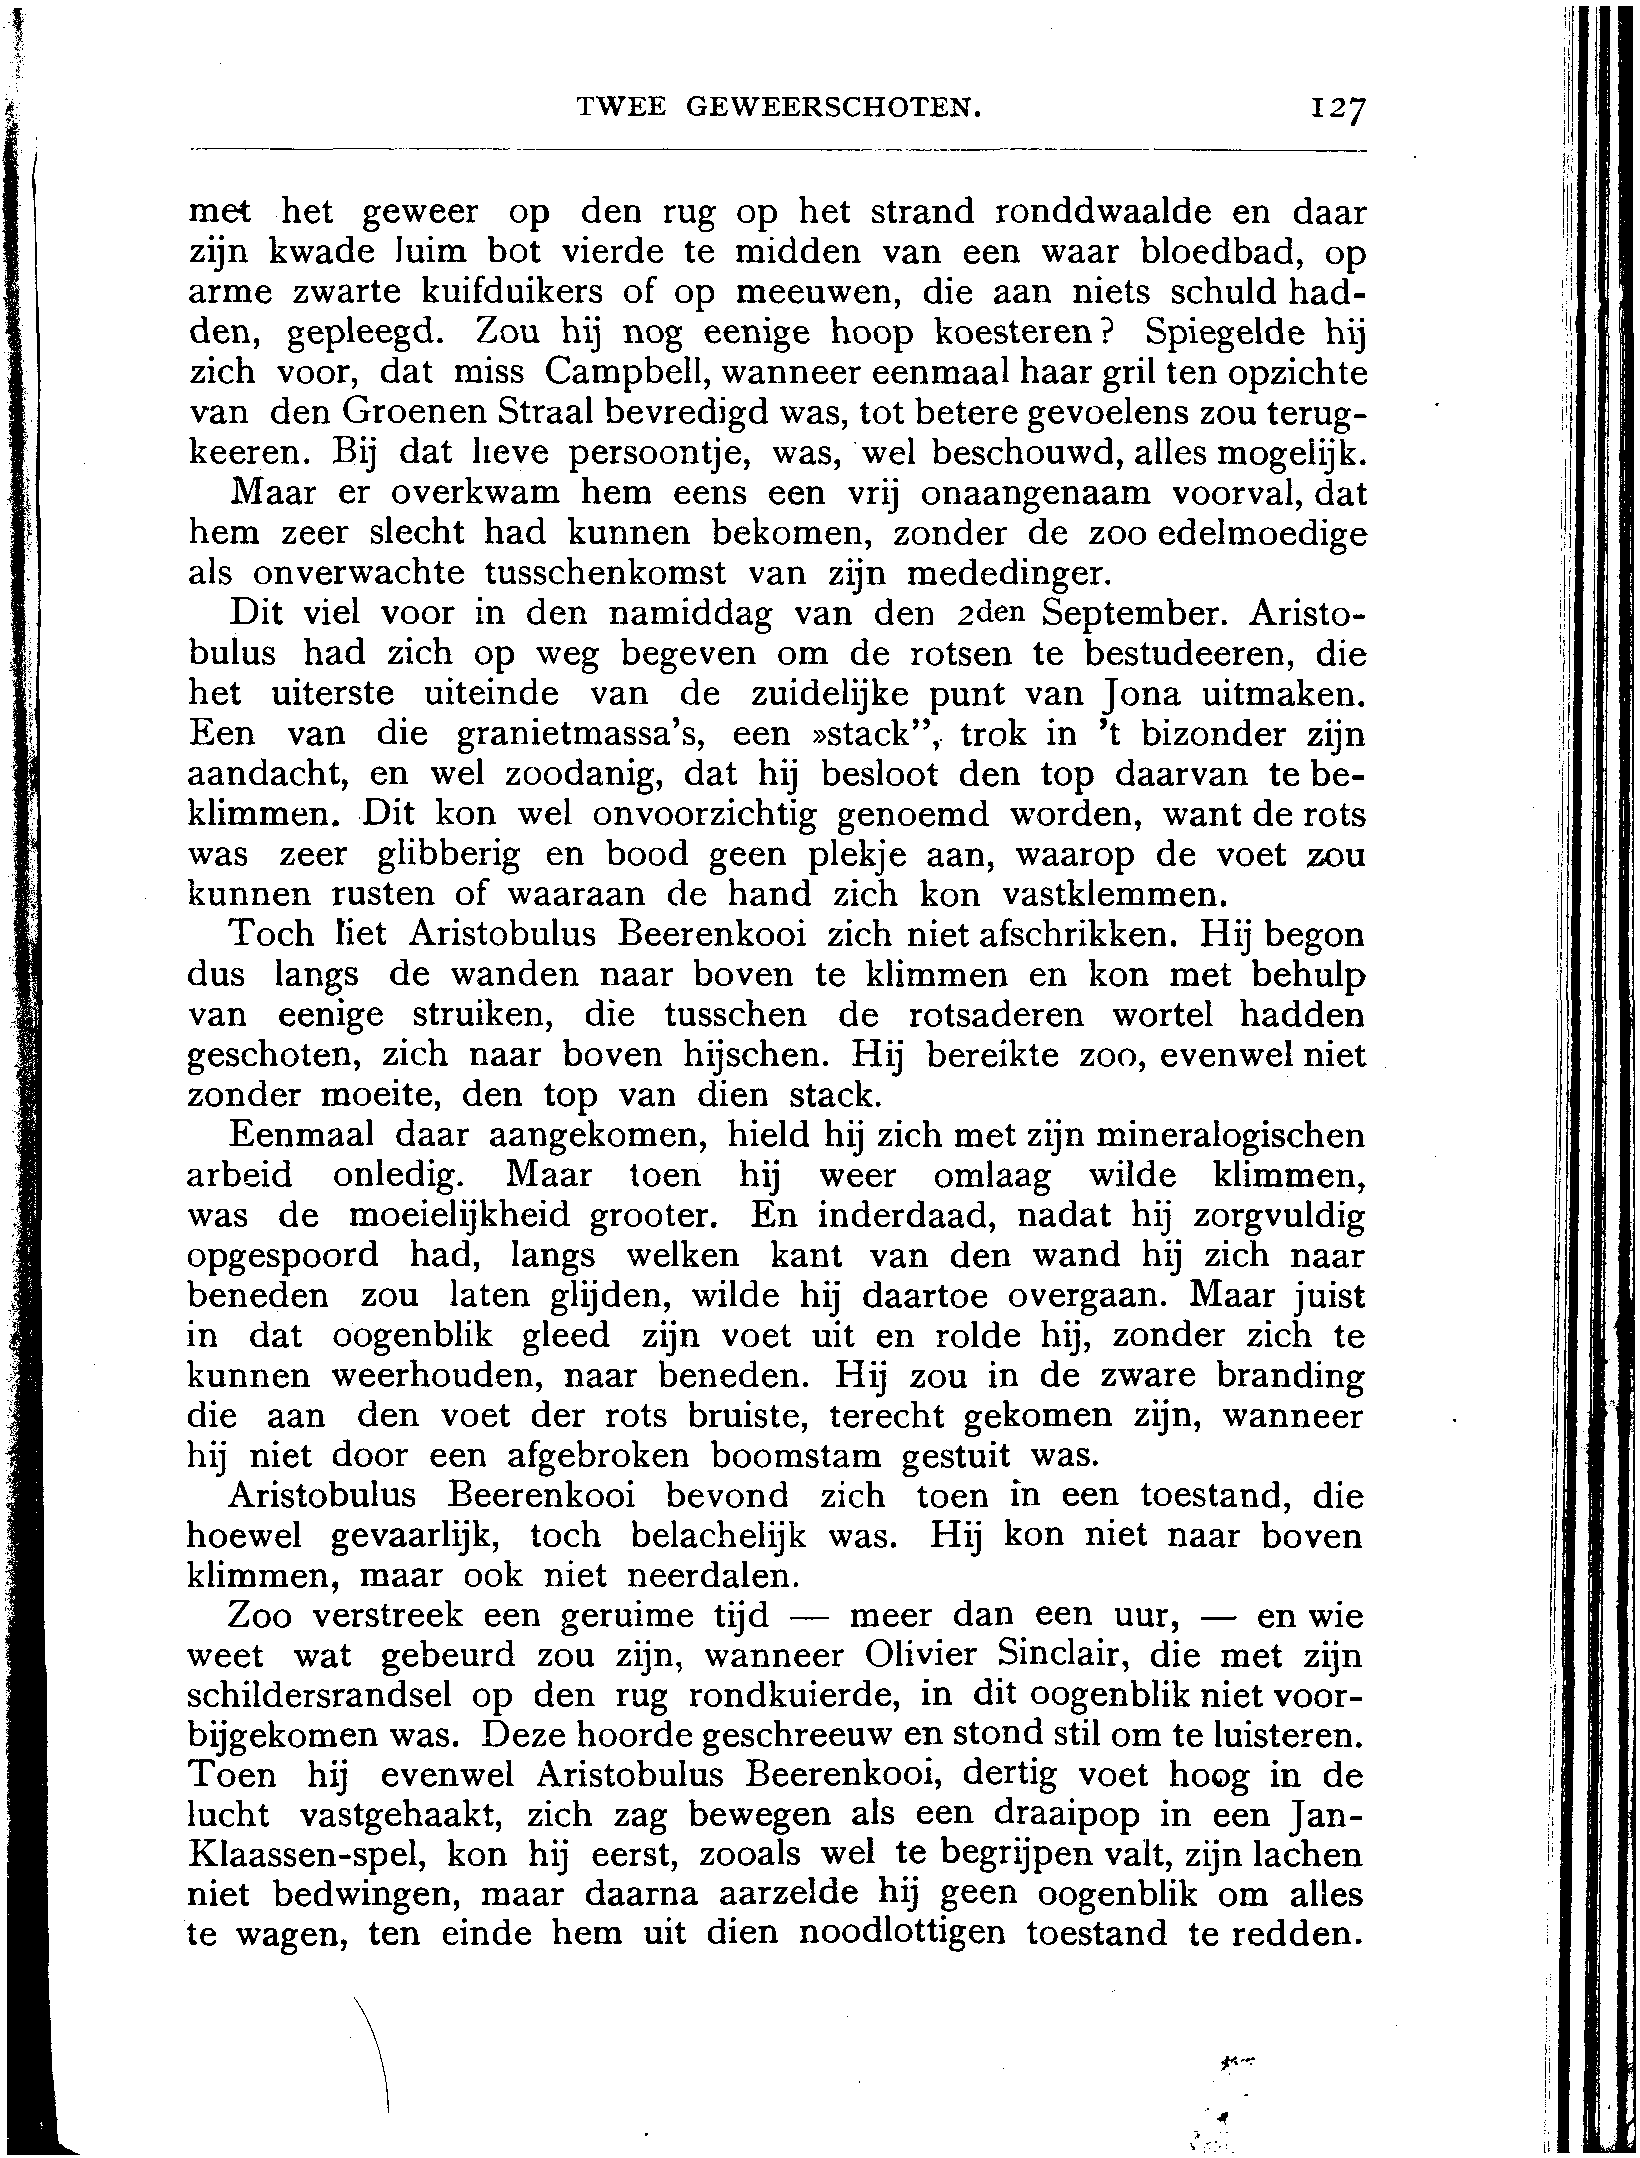 TWEE GEWEERSCHOTEN. 127
met het geweer op den rug op het strand ronddwaalde en daar
zijn kwade luim bot vierde te midden van een waar bloedbad, op
arme zwarte kuifduikers of op meeuwen, die aan niets schuld had-
den, gepleegd. Zou hij nog eenige hoop koesteren? Spiegelde hij
zich voor, dat miss Campbell, wanneer eenmaal haar gril ten opzichte
van den Groenen Straal bevredigd was, tot betere gevoelens zou terug-
keeren. Bij dat lieve persoontje, was, wel beschouwd, alles mogelijk.
Maar er overkwam hem eens een vrij onaangenaam voorval, dat
hem zeer slecht had kunnen bekomen, zonder de zoo edelmoedige
als onverwachte tusschenkomst van zijn mededinger.
Dit viel voor in den namiddag van den 2den September. Aristo-
bulus had zich op weg begeven om de rotsen te bestudeeren, die
het uiterste uiteinde van de zuidelijke punt van Jona uitmaken.
Een van die granietmassa's, een »stack", trok in 't bizonder zijn
aandacht, en wel zoodanig, dat hij besloot den top daarvan te be-
klimmen. Dit kon wel onvoorzichtig genoemd worden, want de rots
was zeer glibberig en bood geen plekje aan, waarop de voet zou
kunnen rusten of waaraan de hand zich kon vastklemmen.
Toch liet Aristobulus Beerenkooi zich niet afschrikken. Hij begon
dus langs de wanden naar boven te klimmen en kon met behulp
van eenige struiken, die tusschen de rotsaderen wortel hadden
geschoten, zich naar boven hijschen. Hij bereikte zoo, evenwel niet
zonder moeite, den top van dien stack.
Eenmaal daar aangekomen, hield hij zich met zijn mineralogischen
arbeid onledig. Maar toen hij weer omlaag wilde klimmen,
was de moeielijkheid grooter. En inderdaad, nadat hij zorgvuldig
opgespoord had, langs welken kant van den wand hij zich naar
beneden zou laten glijden, wilde hij daartoe overgaan. Maar juist
in dat oogenblik gleed zijn voet uit en rolde hij, zonder zich te
kunnen weerhouden, naar beneden. Hij zou in de zware branding
die aan den voet der rots bruiste, terecht gekomen zijn, wanneer
hij niet door een afgebroken boomstam gestuit was.
Aristobulus Beerenkooi bevond zich toen in een toestand, die
hoewel gevaarlijk, toch belachelijk was. Hij kon niet naar boven
klimmen, maar ook niet neerdalen.
Zoo verstreek een geruime tijd — meer dan een uur, — en wie
weet wat gebeurd zou zijn, wanneer Olivier Sinclair, die met zijn
schildersrandsel op den rug rondkuierde, in dit oogenblik niet voor-
bijgekomen was. Deze hoorde geschreeuw en stond stil om te luisteren.
Toen hij evenwel Aristobulus Beerenkooi, dertig voet hoog in de
lucht vastgehaakt, zich zag bewegen als een draaipop in een Jan-
Klaassen-spel, kon hij eerst, zooals wel te begrijpen valt, zijn lachen
niet bedwingen, maar daarna aarzelde hij geen oogenblik om alles
te wagen, ten einde hem uit dien noodlottigen toestand te redden.